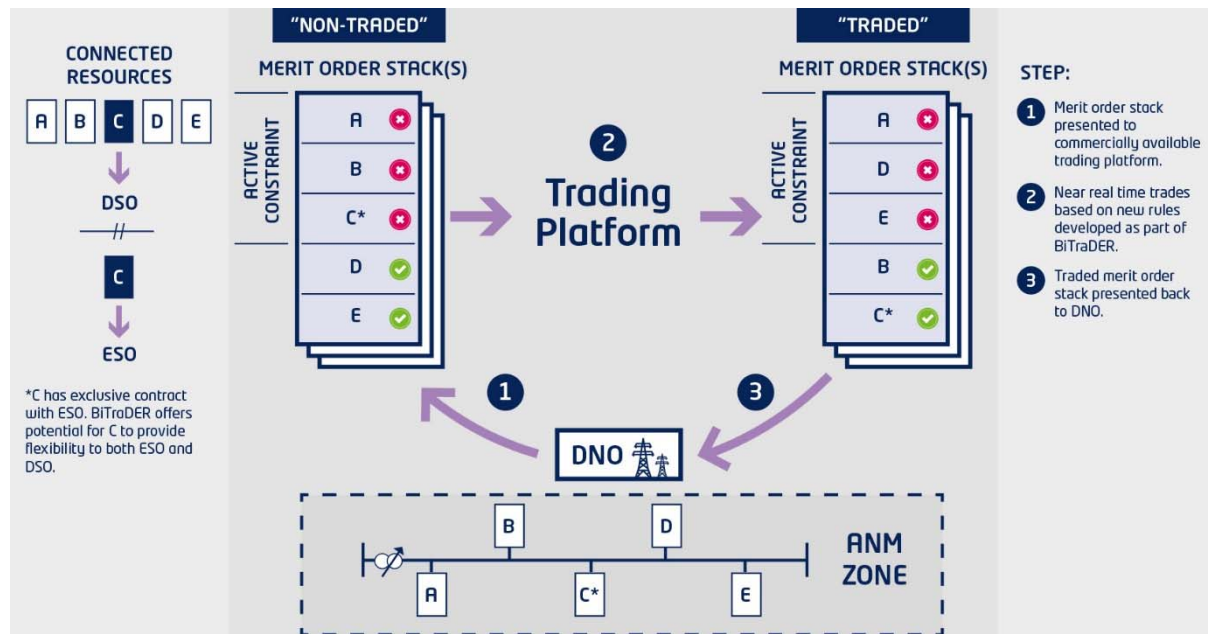 CONNECTED
RESOURCES
A B C D E
DSO
C
ESO
*C has exclusive contract
with ESO. BiTraDER offers
potential for C to provide
flexibility to both ESO and
DSO.
"NON-TRADED"
MERIT ORDER STACK(S)
ACTIVE
CONSTRAINT
A
B
C*
D
E
2
Trading
Platform
"TRADED"
MERIT ORDER STACK(S)
ACTIVE
CONSTRAINT
A
D
E
B
C*
1
3
DNO
B D
A C* E
ANM
ZONE
STEP:
1 Merit order stack
presented to
commercially available
trading platform.
2 Near real time trades
based on new rules
developed as part of
BiTraDER.
3 Traded merit order
stack presented back
to DNO.